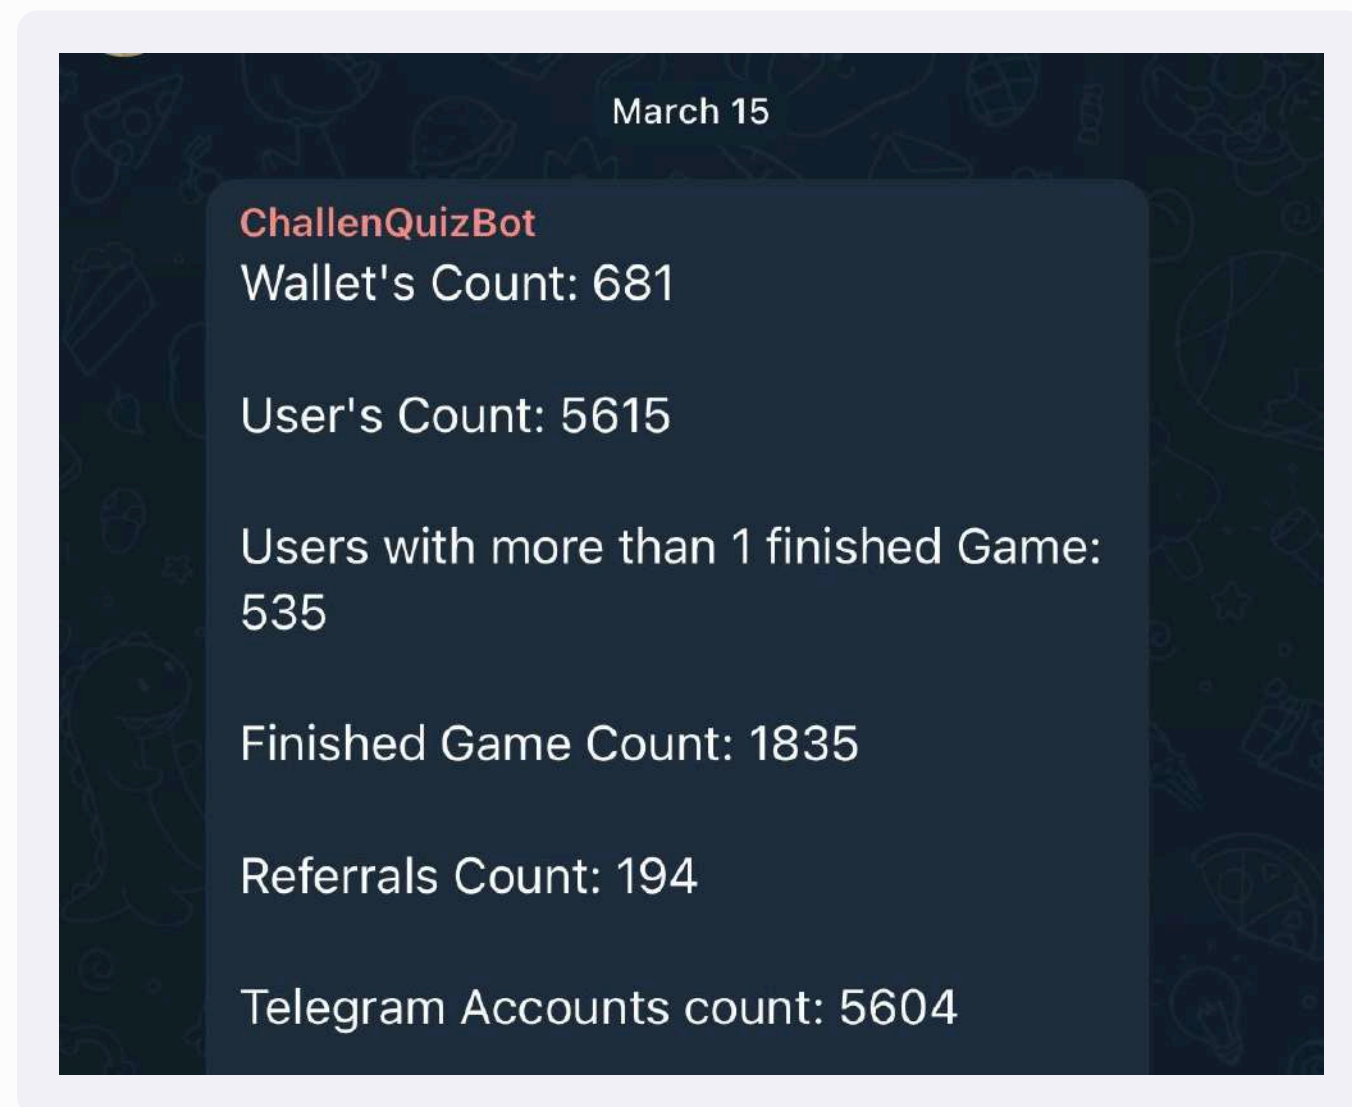 March 15
ChallenQuizBot
Wallet's Count: 681
User's Count: 5615
Users with more than 1 finished Game:
535
Finished Game Count: 1835
Referrals Count: 194
Telegram Accounts count: 5604